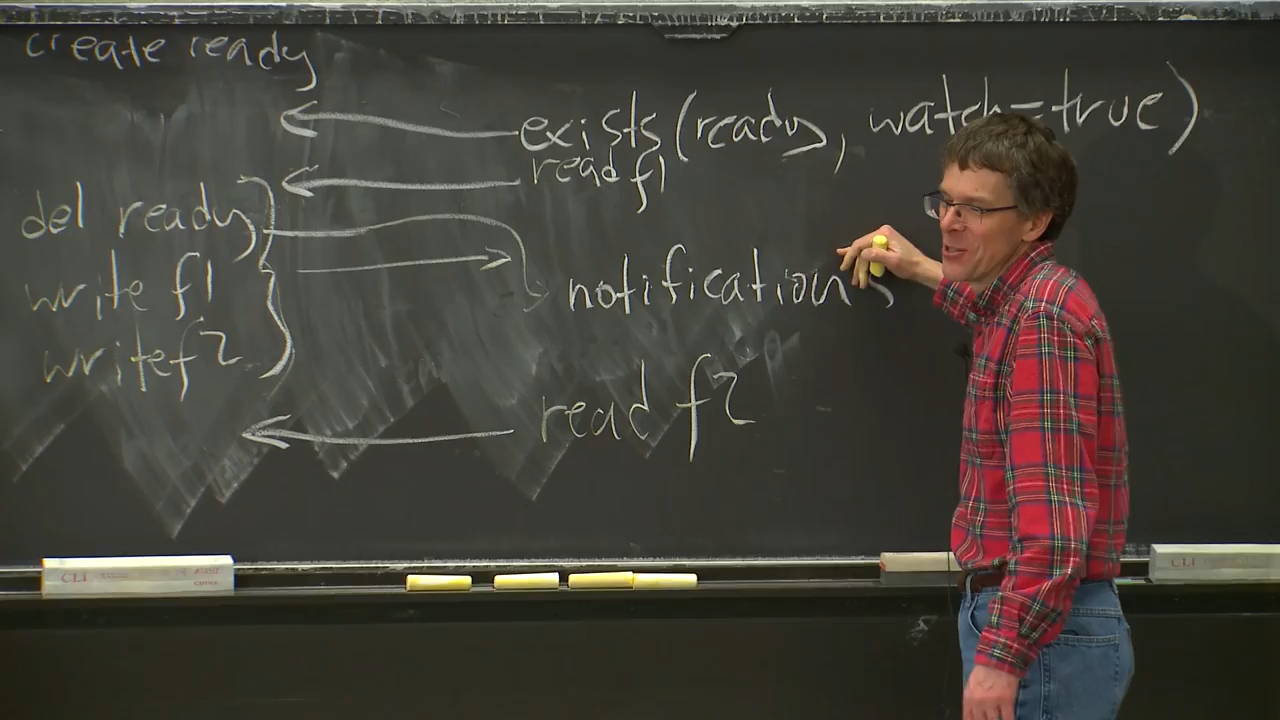 create ready
exists(ready, watch=true)
read f1
del ready
write f1
notification
write f2
read f2
CLI
CLI